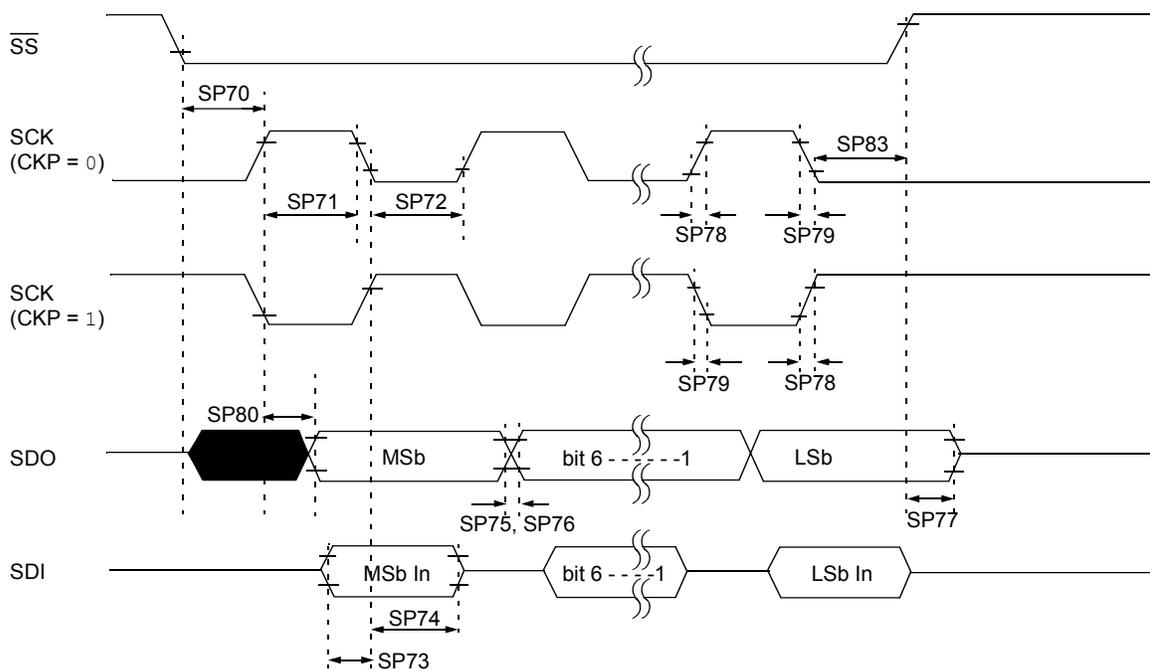 SS
SP70
SCK
(CKP = 0)
SP83
SP71
SP72
SP78
SP79
SCK
(CKP = 1)
SP79
SP78
SP80
SDO
MSb
bit 6 - - - - - -1
LSb
SP75, SP76
SP77
SDI
MSb In
bit 6 - - - - -1
LSb In
SP74
SP73